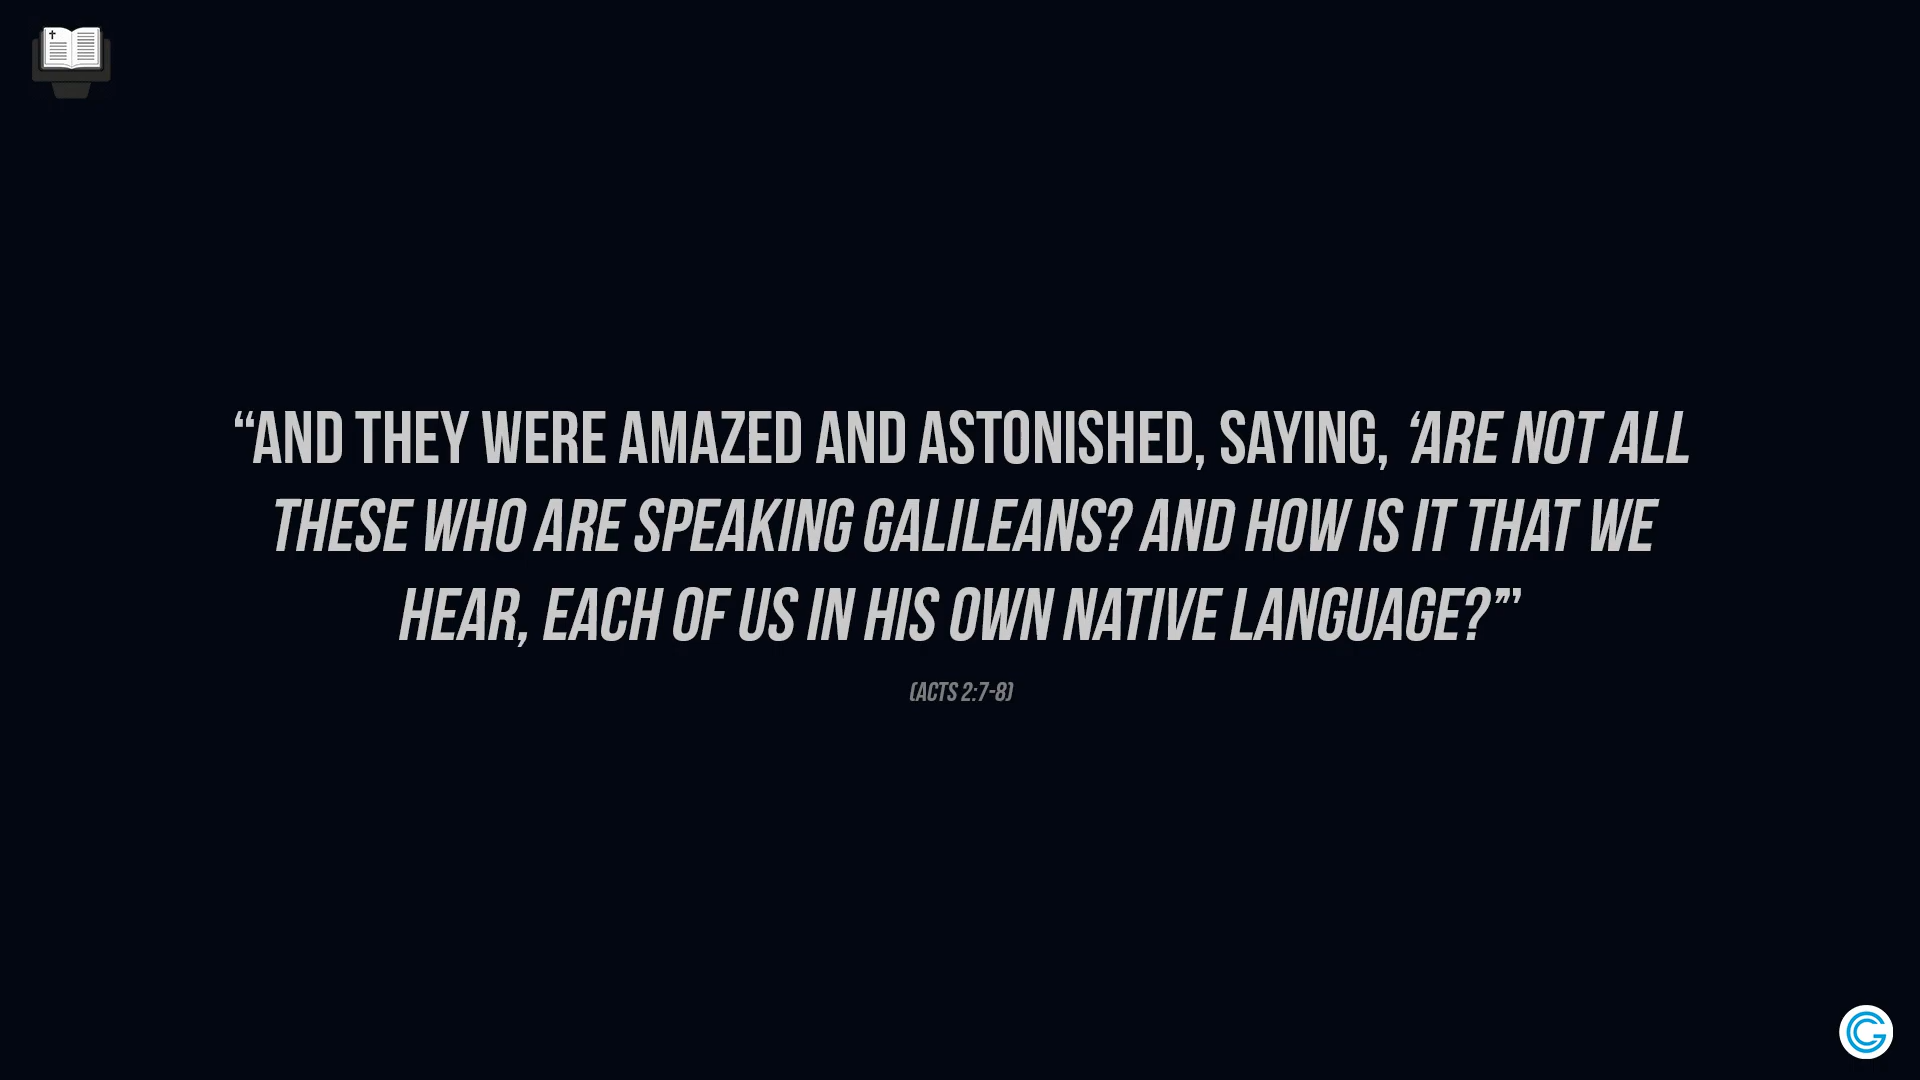 “AND THEY WERE AMAZED AND ASTONISHED, SAYING, ‘ARE NOT ALL
THESE WHO ARE SPEAKING GALILEANS? AND HOW IS IT THAT WE
HEAR, EACH OF US IN HIS OWN NATIVE LANGUAGE?’”
(ACTS 2:7-8)